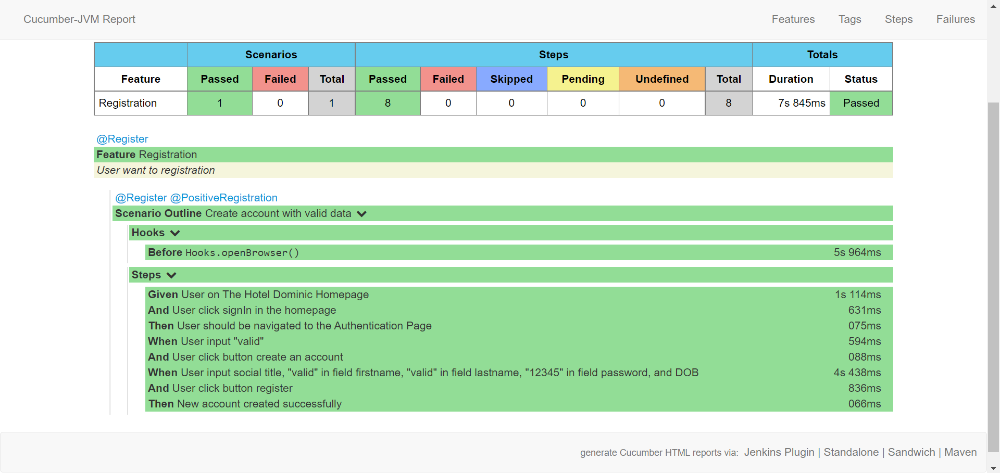 Cucumber-JVM Report Features Tags Steps Failures
Scenarios Steps Totals
Feature Passed Failed Total Passed Failed Skipped Pending Undefined Total Duration Status
Registration 1 0 1 8 0 0 0 0 8 7s 845ms Passed
@Register
Feature Registration
User want to registration
@Register @PositiveRegistration
Scenario Outline Create account with valid data
Hooks
Before Hooks.openBrowser() 5s 964ms
Steps
Given User on The Hotel Dominic Homepage 1s 114ms
And User click signIn in the homepage 631ms
Then User should be navigated to the Authentication Page 075ms
When User input "valid" 594ms
And User click button create an account 088ms
When User input social title, "valid" in field firstname, "valid" in field lastname, "12345" in field password, and DOB 4s 438ms
And User click button register 836ms
Then New account created successfully 066ms
generate Cucumber HTML reports via: Jenkins Plugin | Standalone | Sandwich | Maven